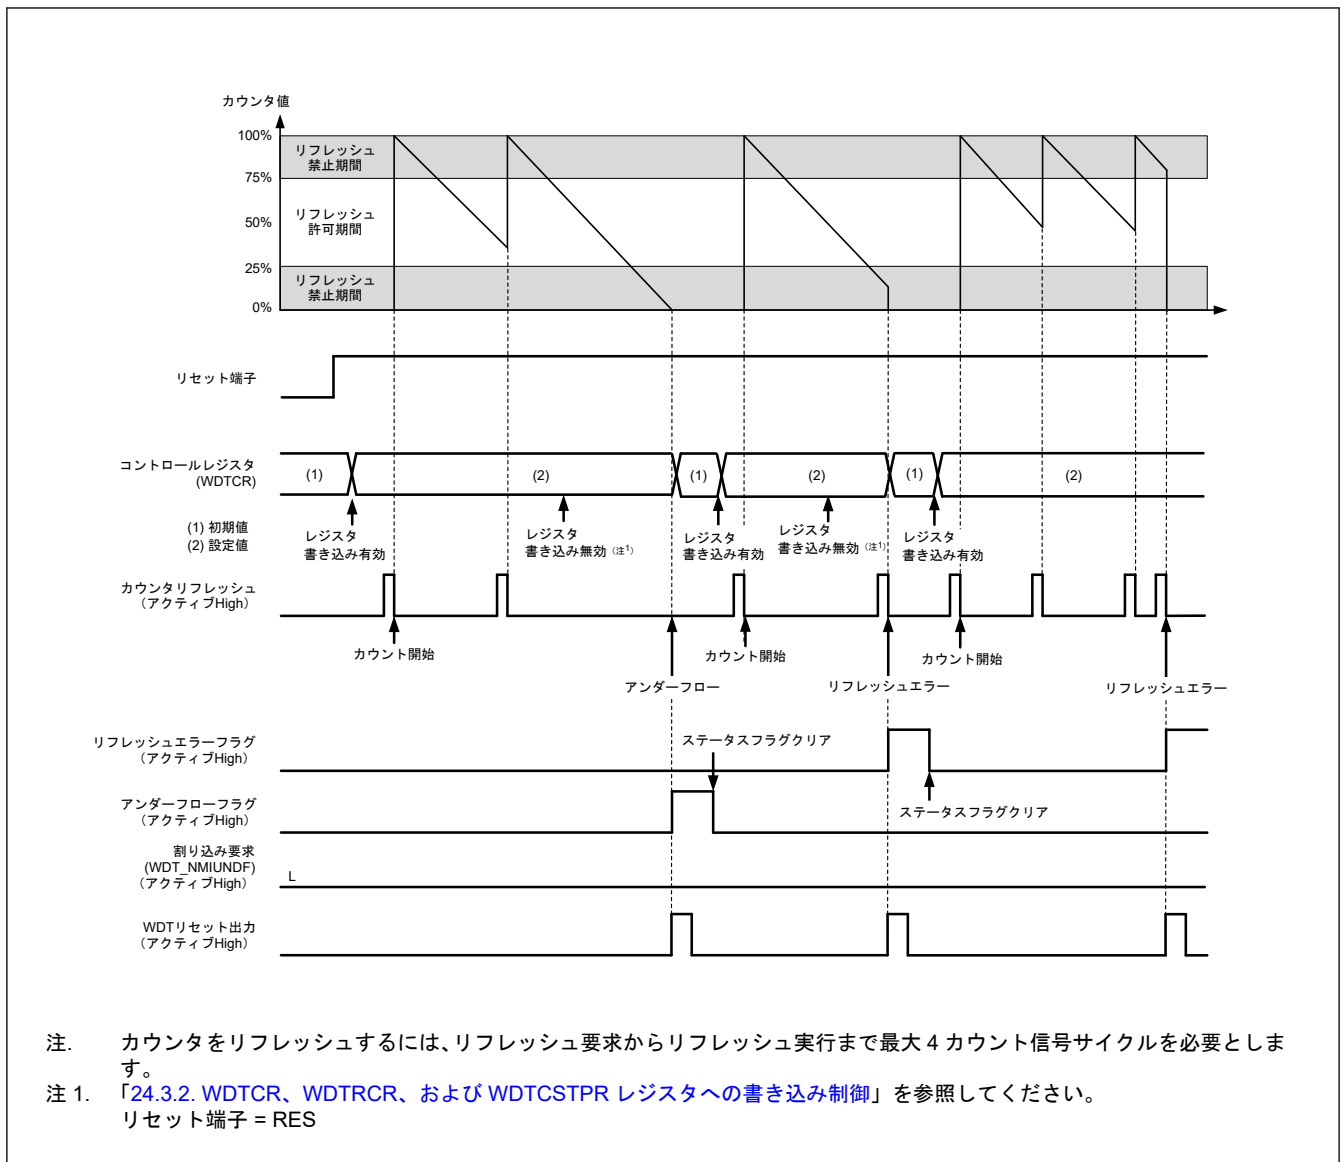 カウンタ値
100%
リフレッシュ
禁止期間
75%
リフレッシュ
許可期間
50%
25%
リフレッシュ
禁止期間
0%
リセット端子
コントロールレジスタ
(WDTCR)
(1)
(2)
(1)
(2)
(1)
(2)
(1) 初期値
(2) 設定値
レジスタ
書き込み有効
レジスタ
書き込み無効（注1）
レジスタ
書き込み有効
レジスタ
書き込み無効（注1）
レジスタ
書き込み有効
カウンタリフレッシュ
（アクティブHigh）
カウント開始
カウント開始
カウント開始
アンダーフロー
リフレッシュエラー
リフレッシュエラー
リフレッシュエラーフラグ
（アクティブHigh）
ステータスフラグクリア
アンダーフローフラグ
（アクティブHigh）
ステータスフラグクリア
割り込み要求
(WDT_NMIUNDF)
（アクティブHigh）
L
WDTリセット出力
（アクティブHigh）
注. カウンタをリフレッシュするには、リフレッシュ要求からリフレッシュ実行まで最大 4 カウント信号サイクルを必要としま
す。
注 1. 「24.3.2. WDTCR、WDTRCR、および WDTCSTPR レジスタへの書き込み制御」を参照してください。
リセット端子 = RES